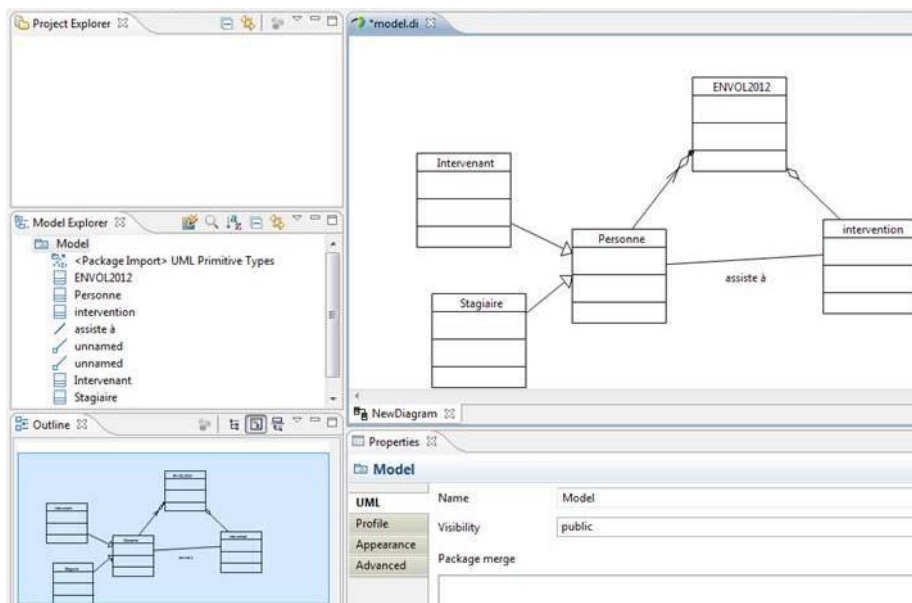 Project Explorer
*model.di
ENVOL2012
Intervenant
Personne
intervention
assiste à
Stagiaire
Model Explorer
Model
<Package Import> UML Primitive Types
ENVOL2012
Personne
intervention
assiste à
unnamed
unnamed
Intervenant
Stagiaire
NewDiagram
Outline
Properties
Model
UML
Profile
Appearance
Advanced
Name
Model
Visibility
public
Package merge